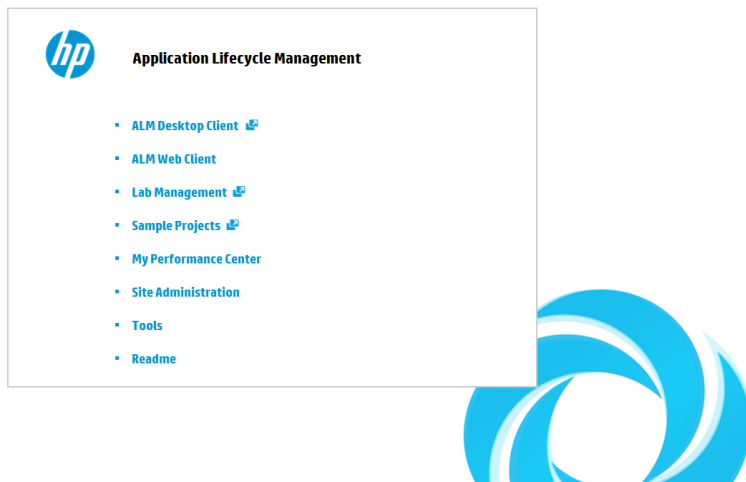 hp
Application Lifecycle Management
ALM Desktop Client
ALM Web Client
Lab Management
Sample Projects
My Performance Center
Site Administration
Tools
Readme